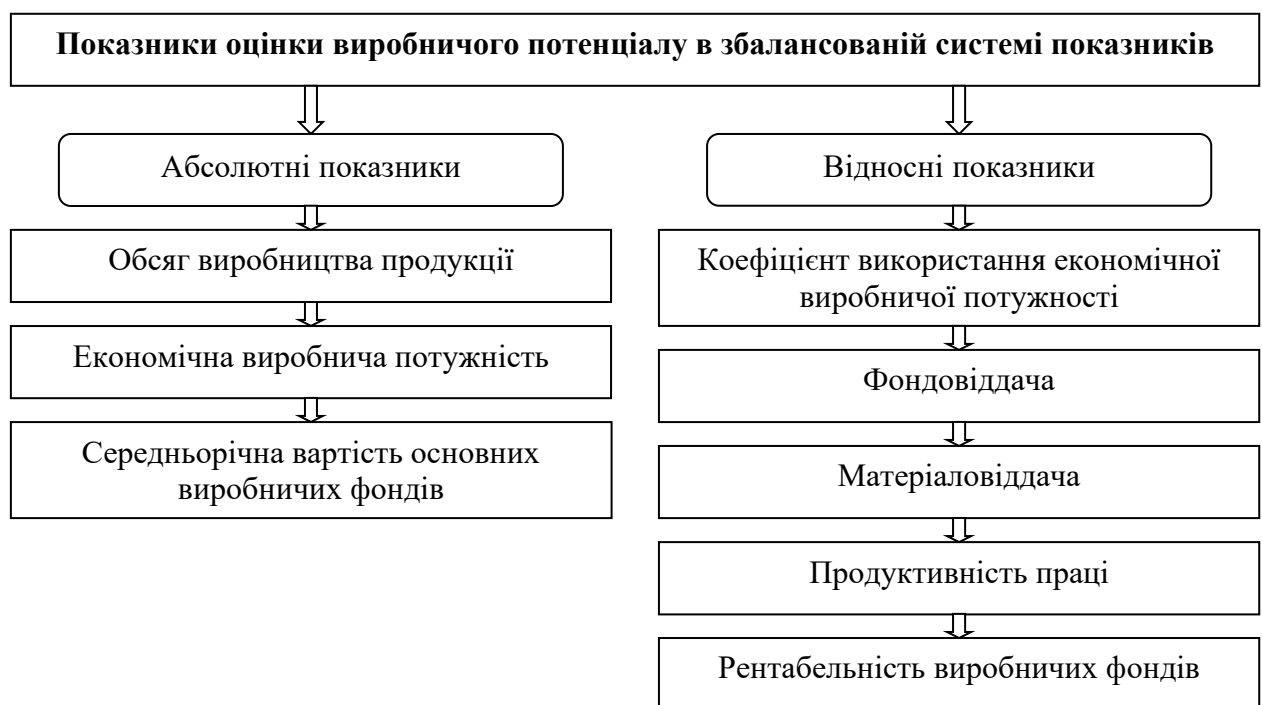 Показники оцінки виробничого потенціалу в збалансованій системі показників
Абсолютні показники
Обсяг виробництва продукції
Економічна виробнича потужність
Середньорічна вартість основних
виробничих фондів
Відносні показники
Коефіцієнт використання економічної
виробничої потужності
Фондовіддача
Матеріаловіддача
Продуктивність праці
Рентабельність виробничих фондів